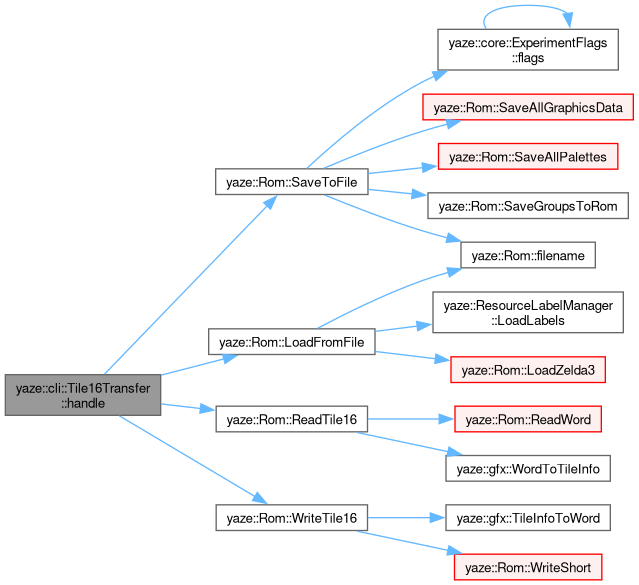 yaze::core::ExperimentFlags
::flags
yaze::Rom::SaveAllGraphicsData
yaze::Rom::SaveAllPalettes
yaze::Rom::SaveToFile
yaze::Rom::SaveGroupsToRom
yaze::Rom::filename
yaze::ResourceLabelManager
::LoadLabels
yaze::Rom::LoadFromFile
yaze::Rom::LoadZelda3
yaze::cli::Tile16Transfer
::handle
yaze::Rom::ReadTile16
yaze::Rom::ReadWord
yaze::gfx::WordToTileInfo
yaze::Rom::WriteTile16
yaze::gfx::TileInfoToWord
yaze::Rom::WriteShort